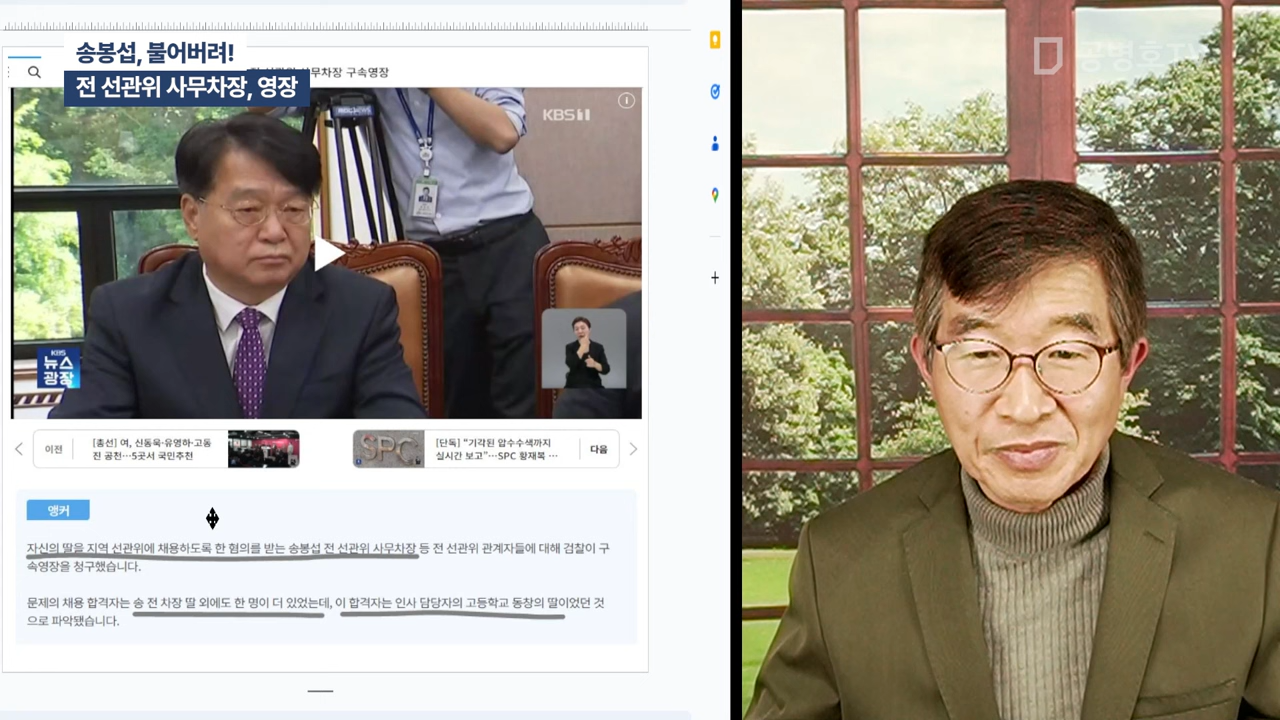 송봉섭, 불어버려!
전 선관위 사무차장, 영장
무차장 구속영장
KBS 1
KBS
뉴스
광장
이전
[총선] 여, 신동욱·유영하·고동
진 공천…5곳서 국민추천
SPC
[단독] “기각된 압수수색까지
실시간 보고”…SPC 황재복 …
다음
앵커
자신의 딸을 지역 선관위에 채용하도록 한 혐의를 받는 송봉섭 전 선관위 사무차장 등 전 선관위 관계자들에 대해 검찰이 구
속영장을 청구했습니다.
문제의 채용 합격자는 송 전 차장 딸 외에도 한 명이 더 있었는데, 이 합격자는 인사 담당자의 고등학교 동창의 딸이었던 것
으로 파악됐습니다.
공병호TV